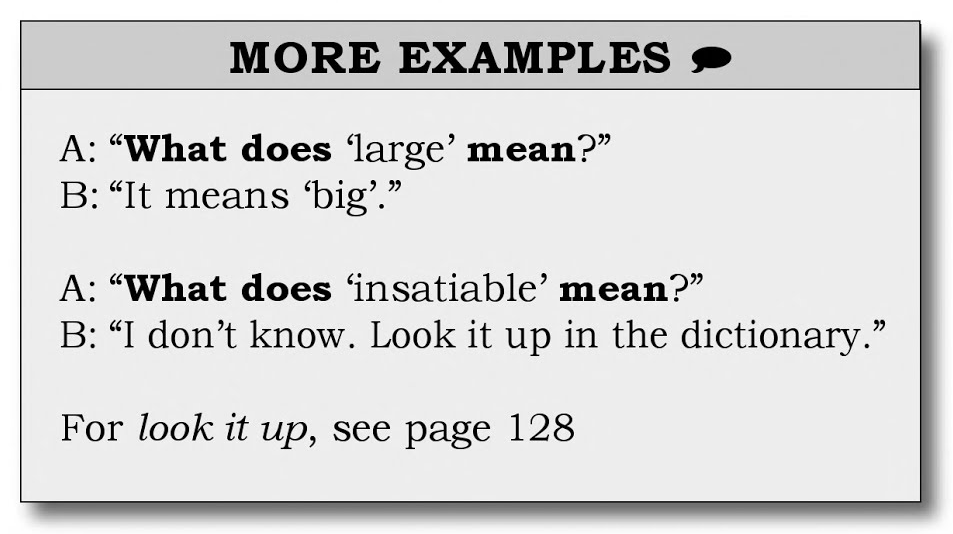 MORE EXAMPLES
A: “What does ‘large’ mean?”
B: “It means ‘big’.”
A: “What does ‘insatiable’ mean?”
B: “I don’t know. Look it up in the dictionary.”
For look it up, see page 128